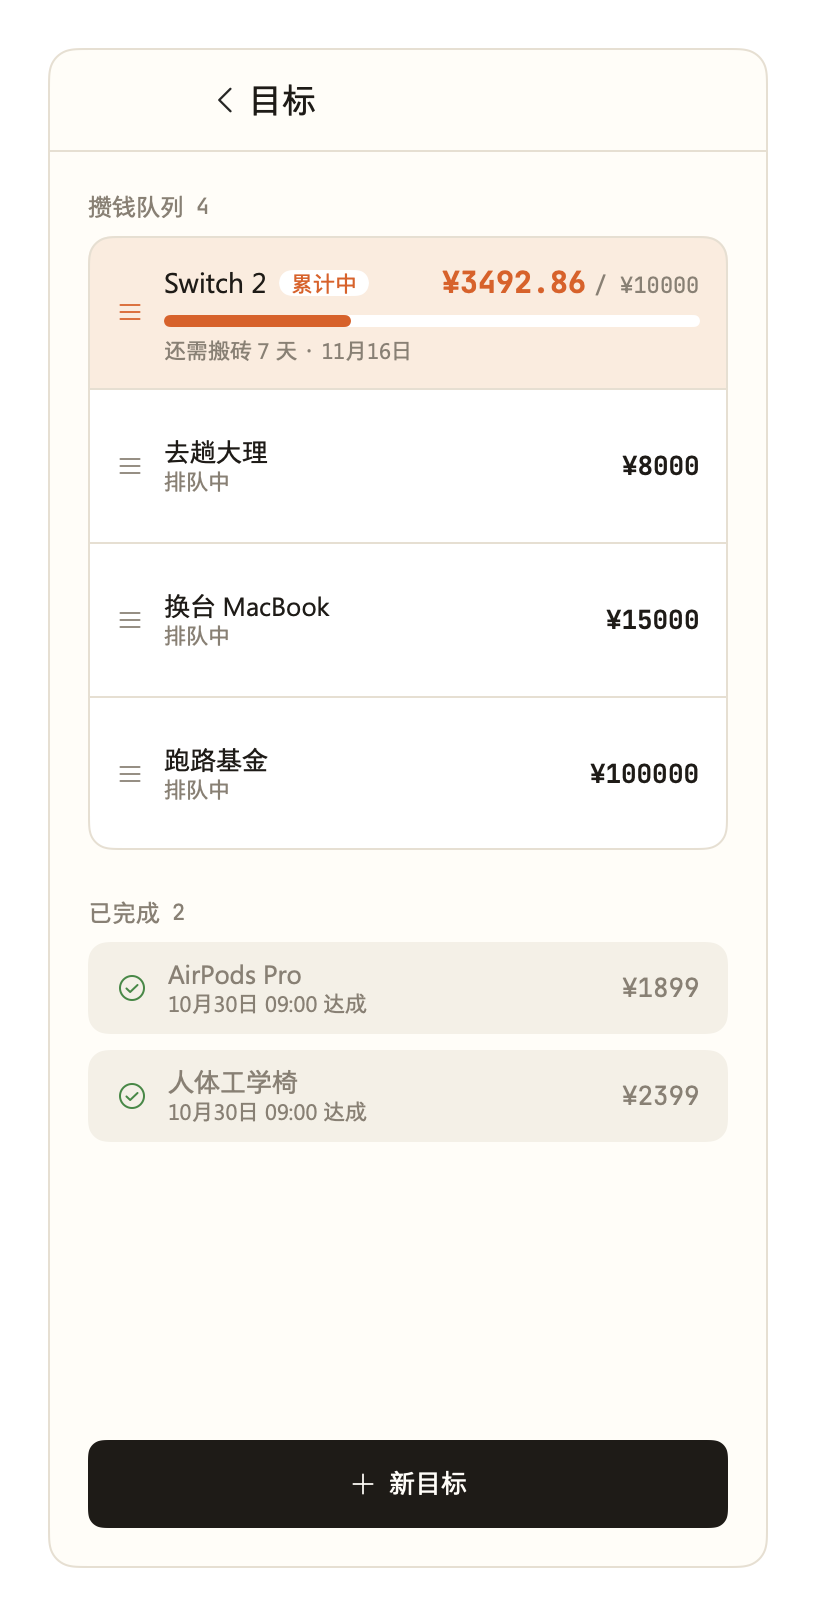 目标
攒钱队列 4
Switch 2 累计中 ¥3492.86 / ¥10000
还需搬砖 7 天 · 11月16日
去趟大理 ¥8000
排队中
换台 MacBook ¥15000
排队中
跑路基金 ¥100000
排队中
已完成 2
AirPods Pro ¥1899
10月30日 09:00 达成
人体工学椅 ¥2399
10月30日 09:00 达成
新目标